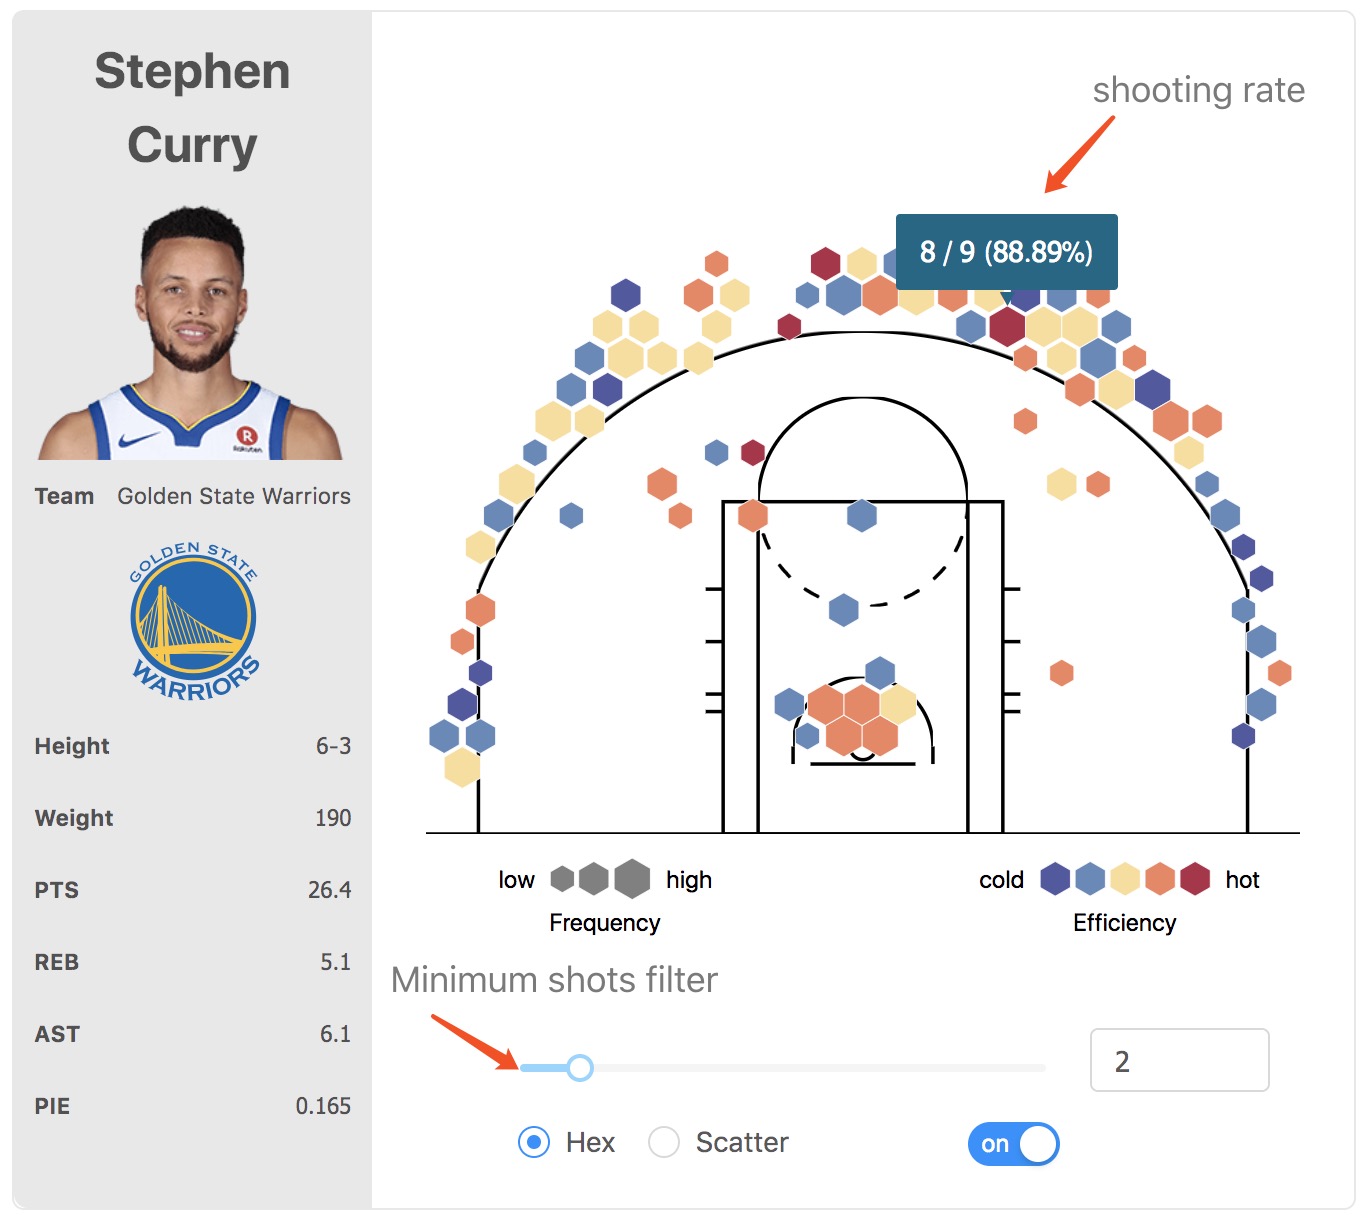 Stephen
Curry
R
Rakuten
Team Golden State Warriors
GOLDEN STATE
WARRIORS
Height 6-3
Weight 190
PTS 26.4
REB 5.1
AST 6.1
PIE 0.165
shooting rate
8 / 9 (88.89%)
low high
Frequency
cold hot
Efficiency
Minimum shots filter
2
Hex Scatter on